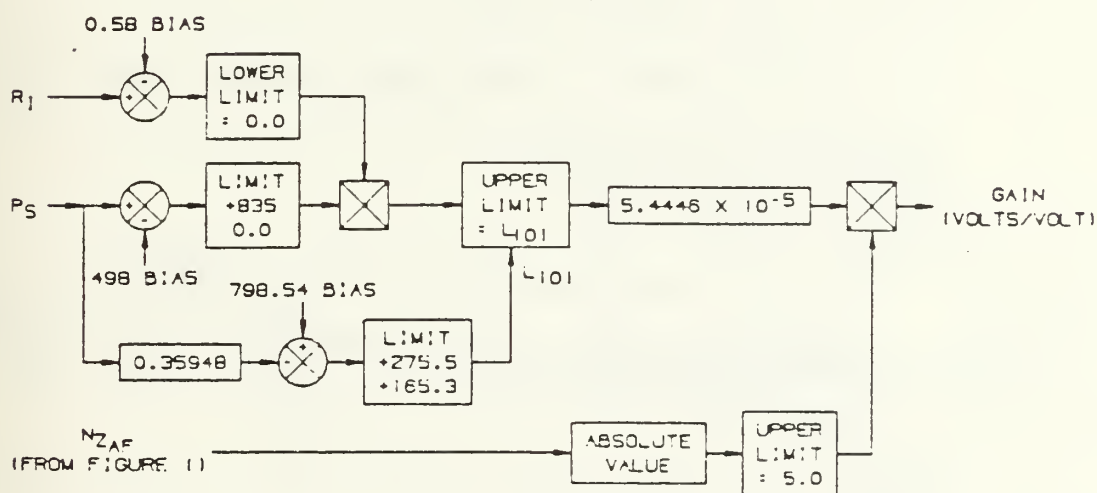 0.58 BIAS
R1
LOWER
LIMIT
= 0.0
PS
LIMIT
+835
0.0
498 BIAS
UPPER
LIMIT
= L101
5.4446 X 10-5
GAIN
(VOLTS/VOLT)
L101
798.54 BIAS
0.35948
LIMIT
+275.5
+165.3
NZAF
(FROM FIGURE 1)
ABSOLUTE
VALUE
UPPER
LIMIT
= 5.0